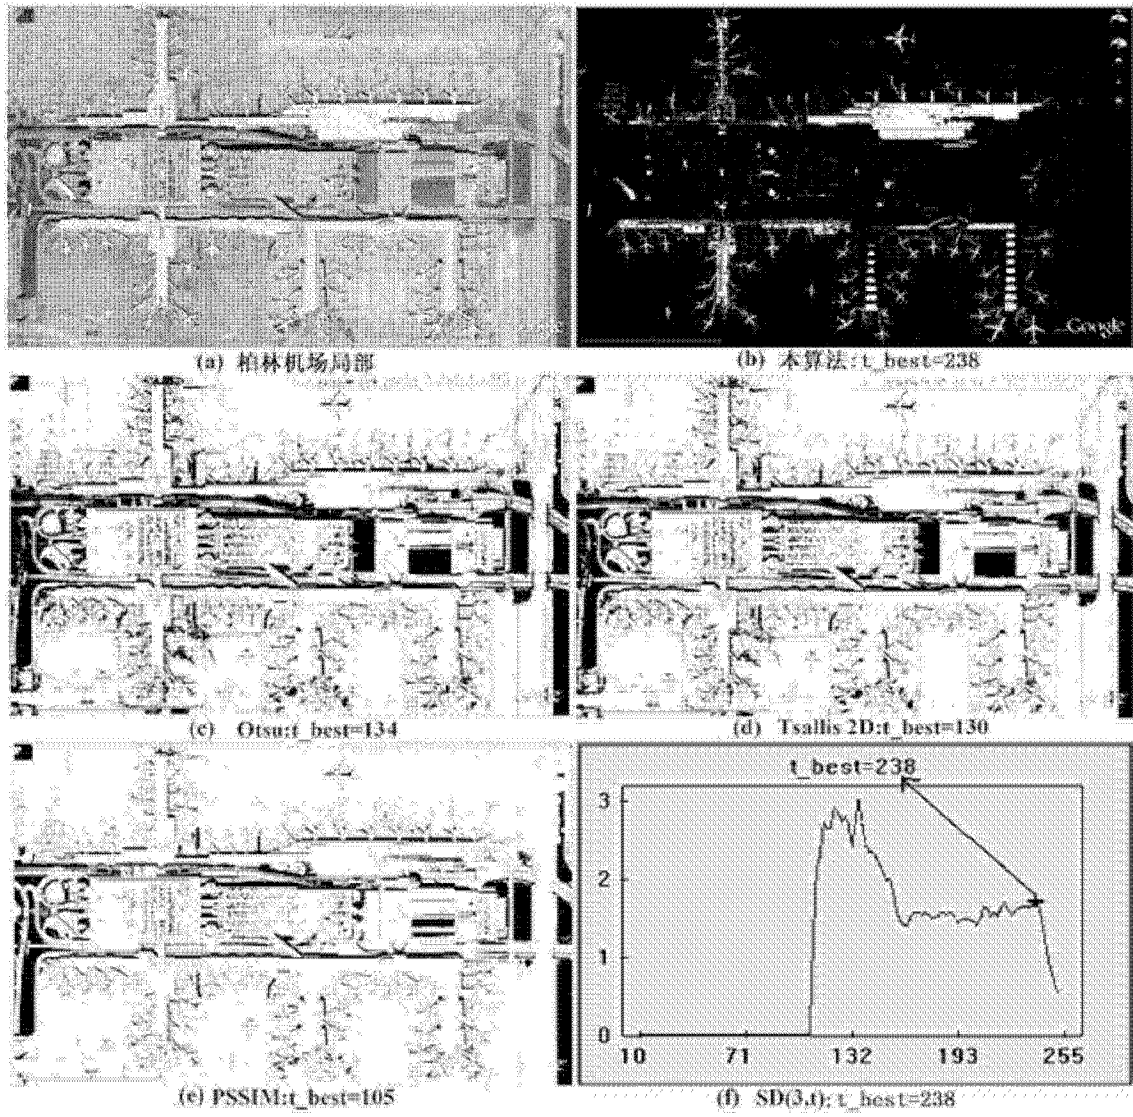 Google
(a) 柏林机场局部
(b) 本算法: t_best=238
(c) Otsu:t_best=134
(d) Tsallis 2D:t_best=130
t_best=238
3
2
1
0
10 71 132 193 255
(e) PSSIM:t_best=105
(f) SD(3,t): t_best=238